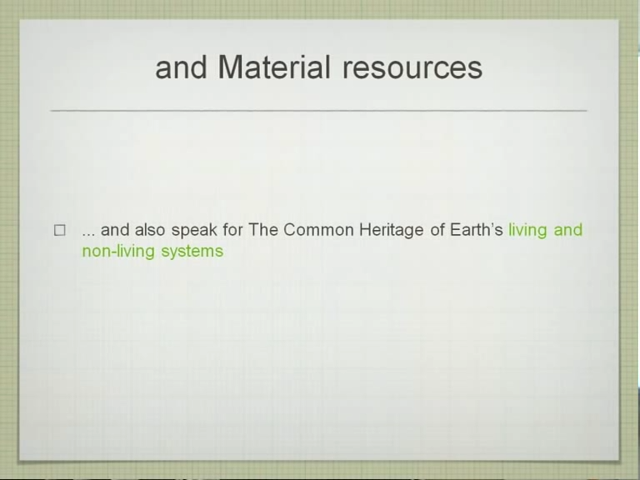 and Material resources
... and also speak for The Common Heritage of Earth's living and
non-living systems